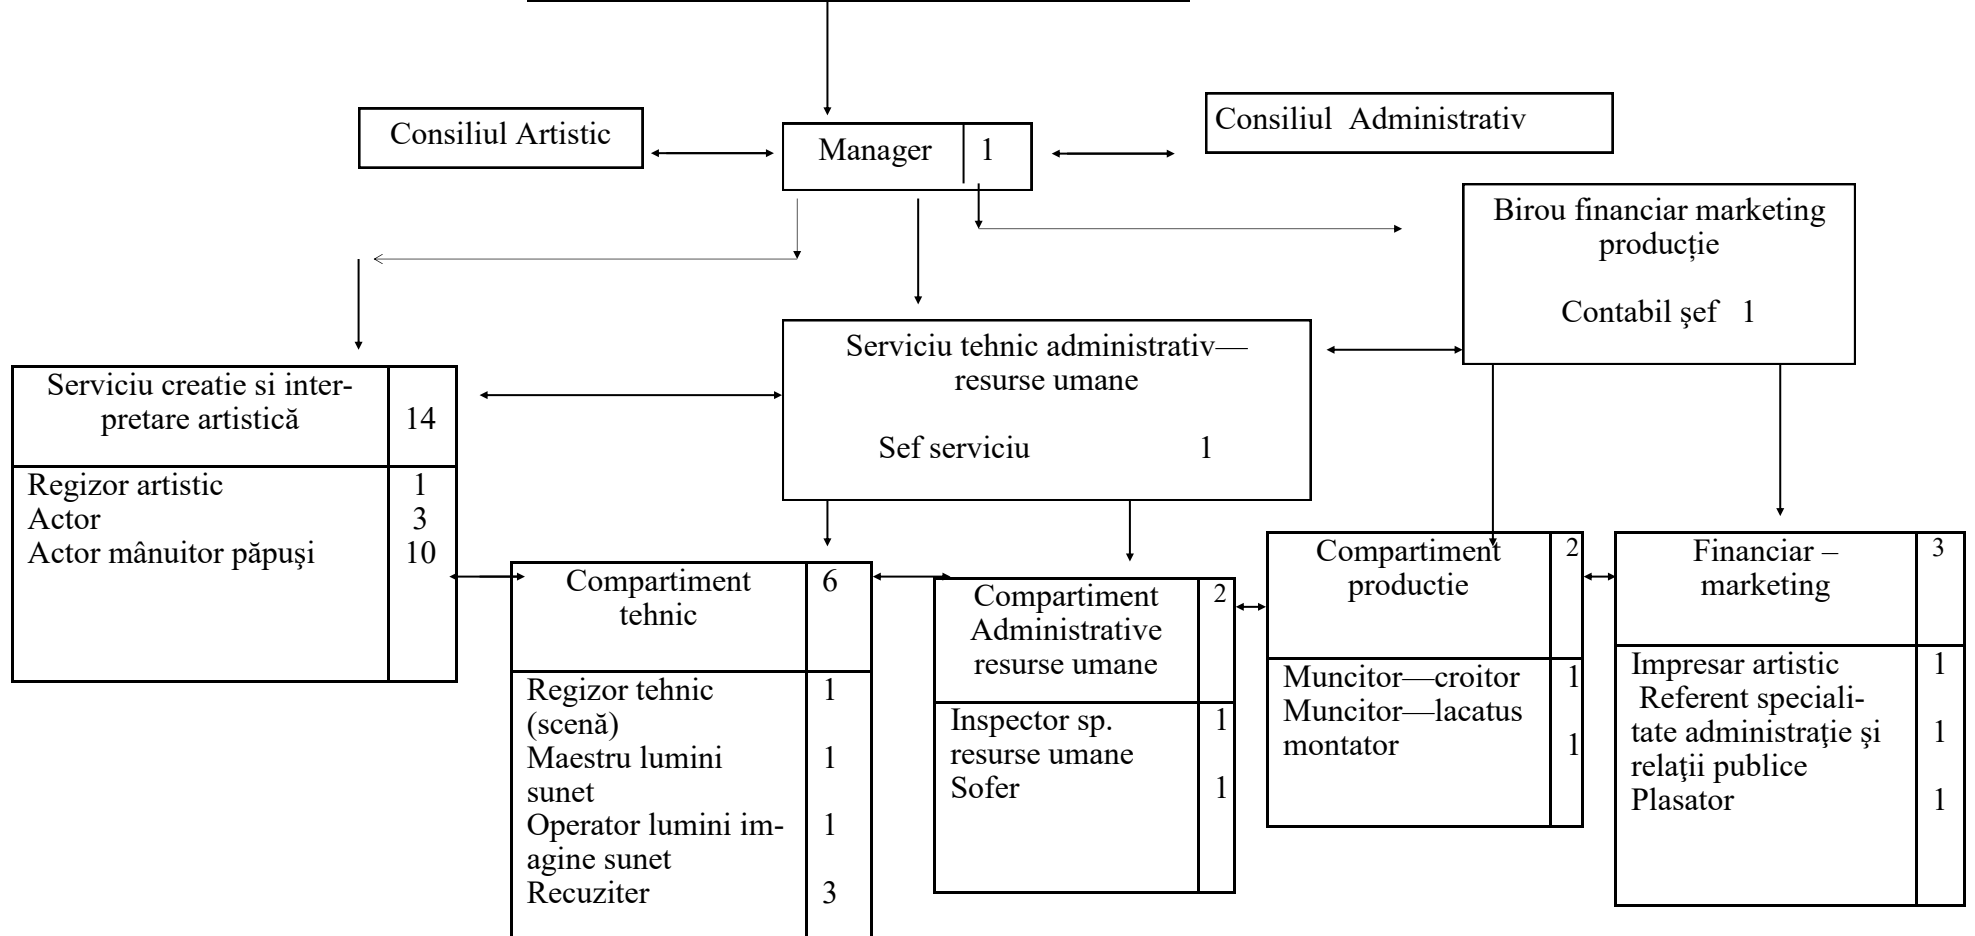 Consiliul Artistic
Manager 1
Consiliul Administrativ
Birou financiar marketing
producție
Contabil şef 1
Serviciu tehnic administrativ—
resurse umane
Sef serviciu 1
Serviciu creatie si inter-
pretare artistică
14
Regizor artistic 1
Actor 3
Actor mânuitor păpuşi 10
Compartiment 6
tehnic
Regizor tehnic 1
(scenă)
Maestru lumini 1
sunet
Operator lumini im- 1
agine sunet
Recuziter 3
Compartiment 2
Administrative
resurse umane
Inspector sp. 1
resurse umane
Sofer 1
Compartiment 2
productie
Muncitor—croitor 1
Muncitor—lacatus
montator 1
Financiar – 3
marketing
Impresar artistic 1
Referent speciali-
tate administraţie şi 1
relaţii publice
Plasator 1